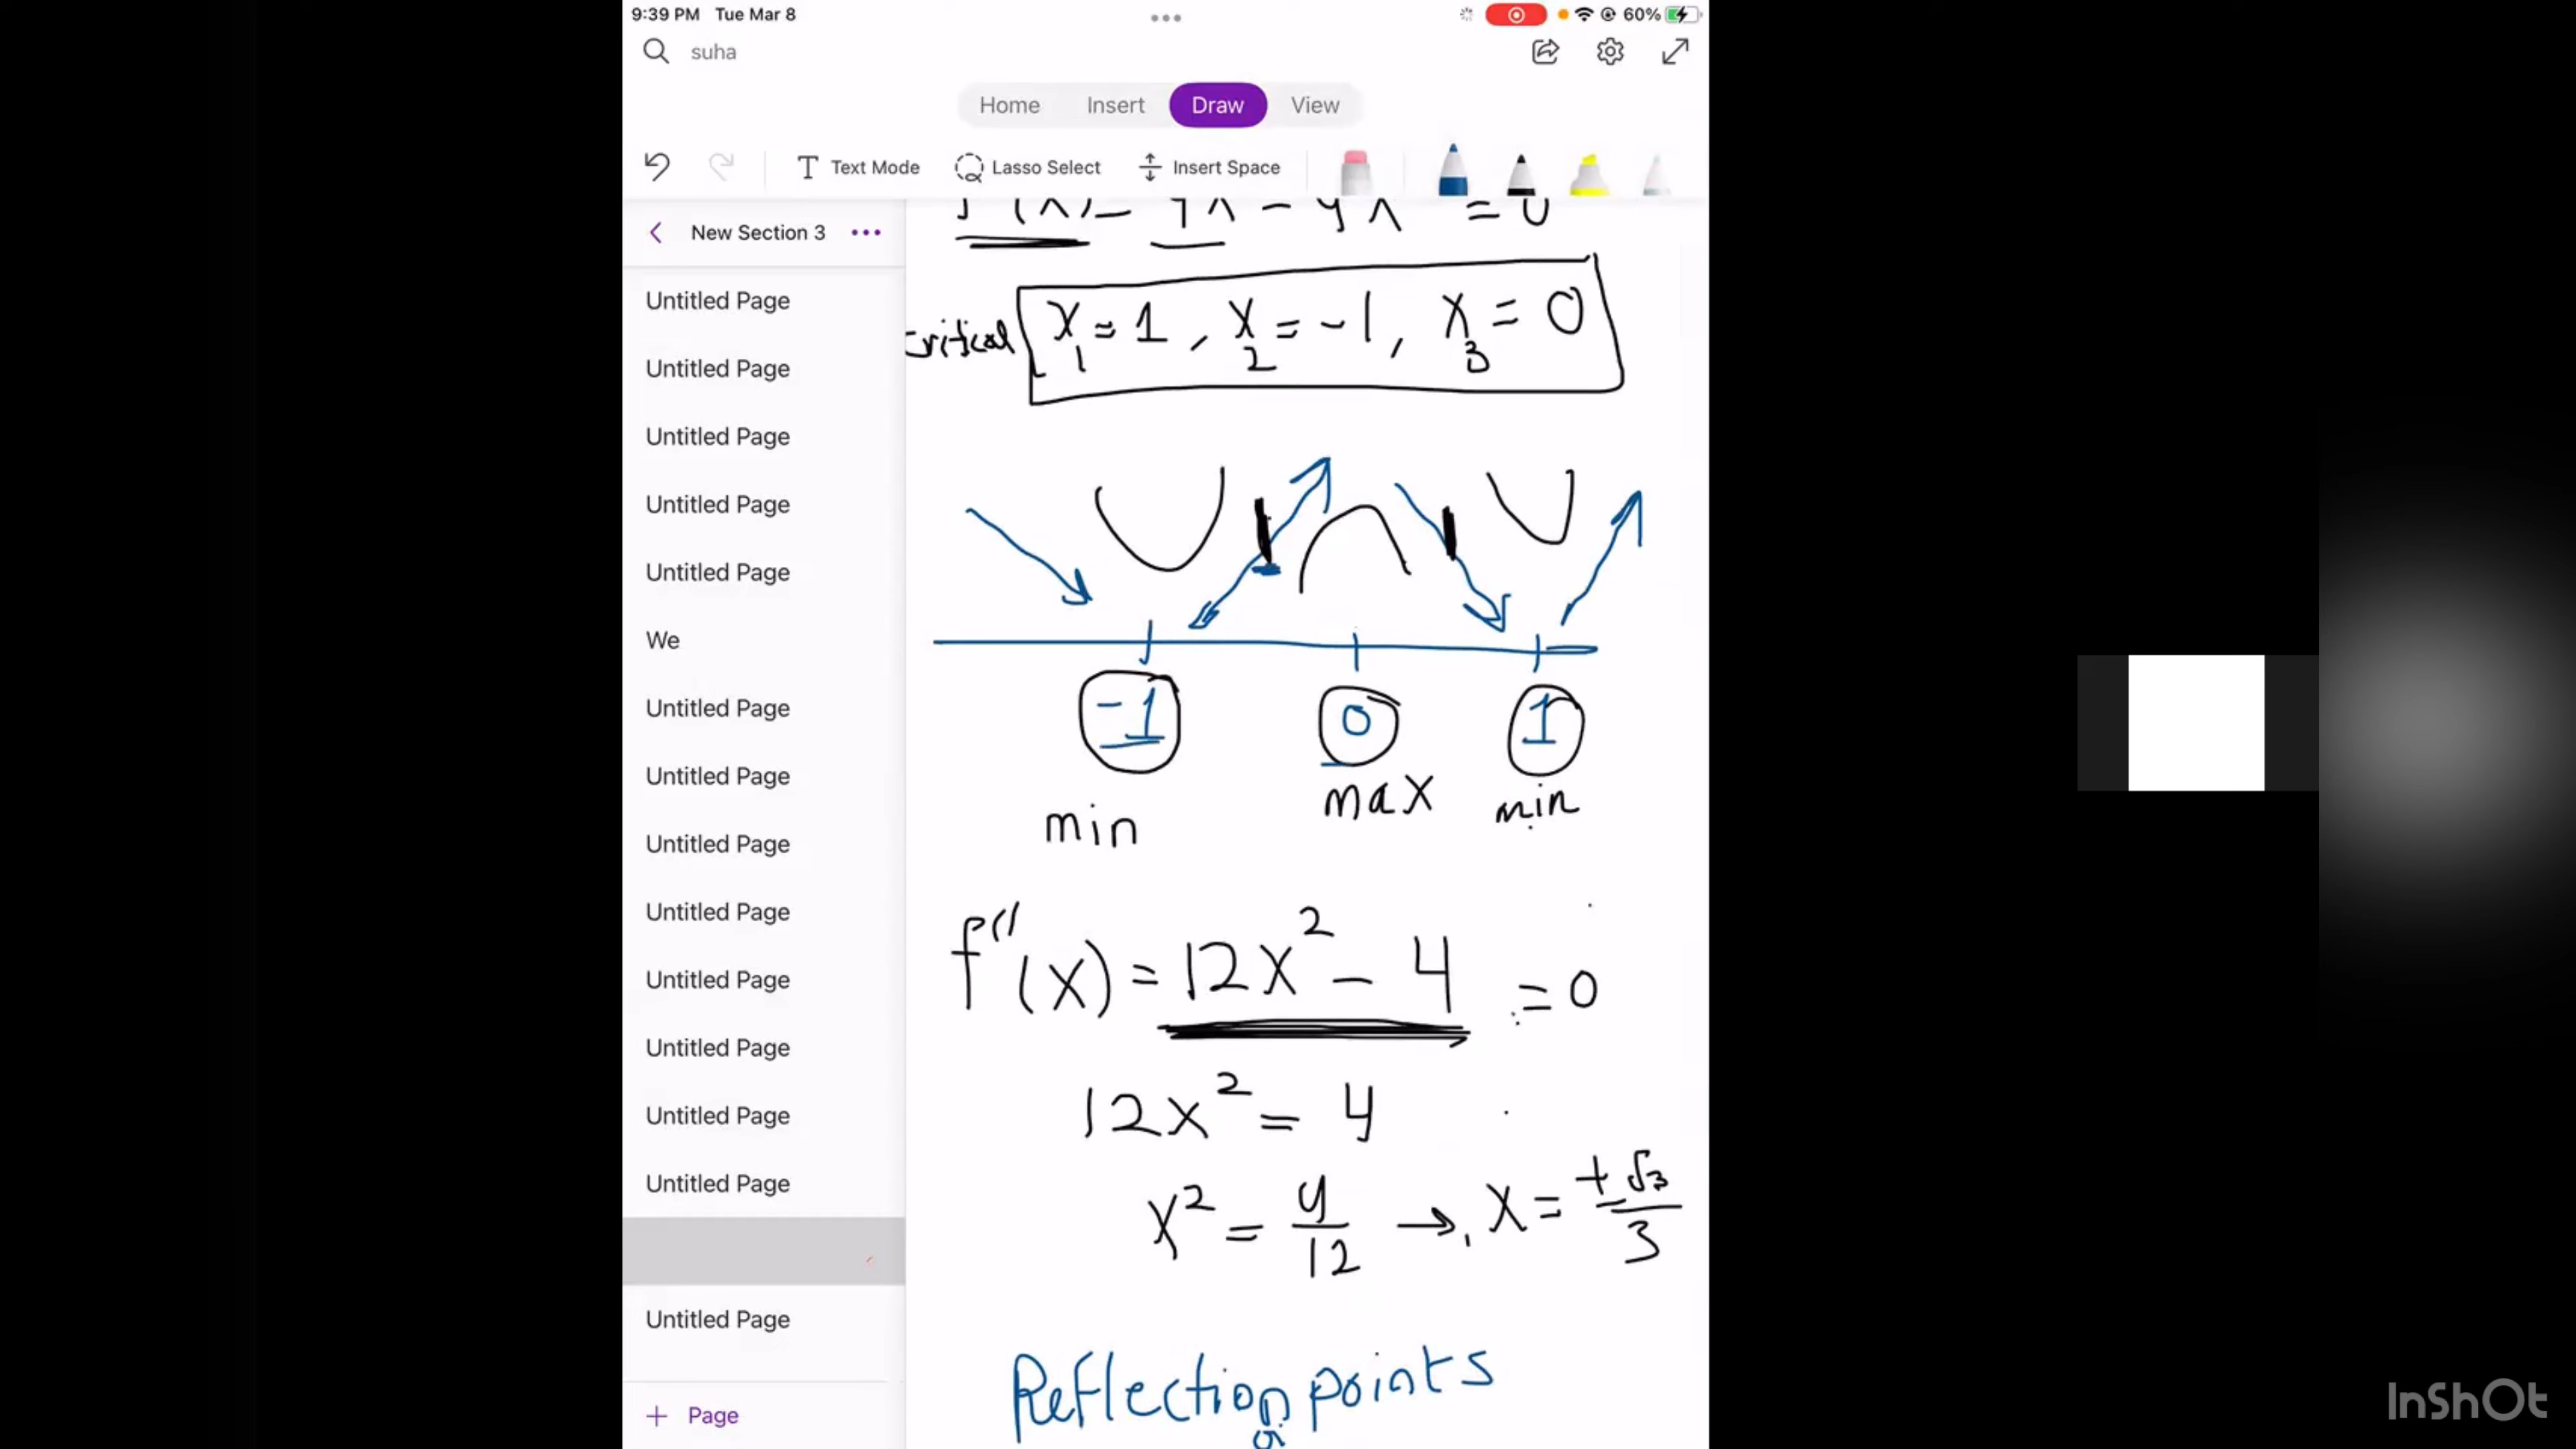 9:39 PM Tue Mar 8
60%
suha
Home Insert Draw View
Text Mode Lasso Select Insert Space
New Section 3
Untitled Page
Untitled Page
Untitled Page
Untitled Page
Untitled Page
We
Untitled Page
Untitled Page
Untitled Page
Untitled Page
Untitled Page
Untitled Page
Untitled Page
Untitled Page
Untitled Page
+ Page
= 0
critical x₁ = 1, x₂ = -1, x₃ = 0
-1 0 1
min max min
f''(x) = 12x² - 4 = 0
12x² = 4
x² = 4/12 → x = ±√3/3
Reflection points
InShOt